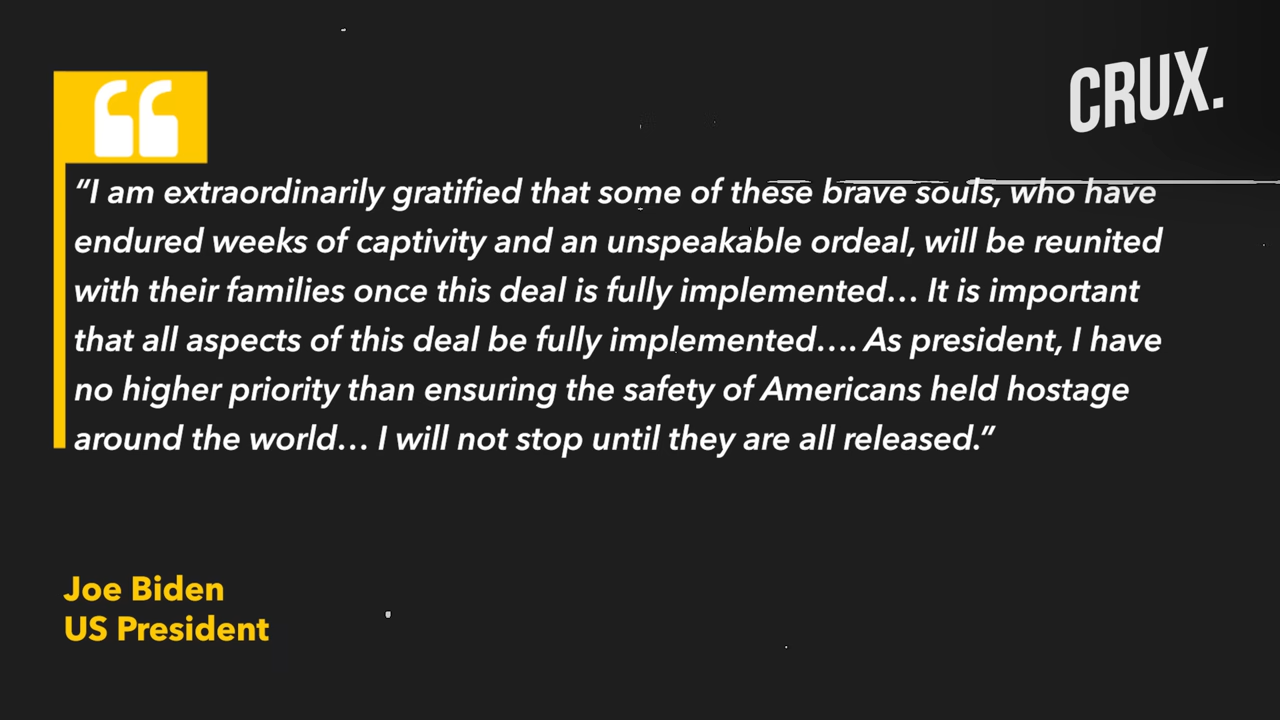 CRUX.
“I am extraordinarily gratified that some of these brave souls, who have
endured weeks of captivity and an unspeakable ordeal, will be reunited
with their families once this deal is fully implemented… It is important
that all aspects of this deal be fully implemented…. As president, I have
no higher priority than ensuring the safety of Americans held hostage
around the world… I will not stop until they are all released.”
Joe Biden
US President